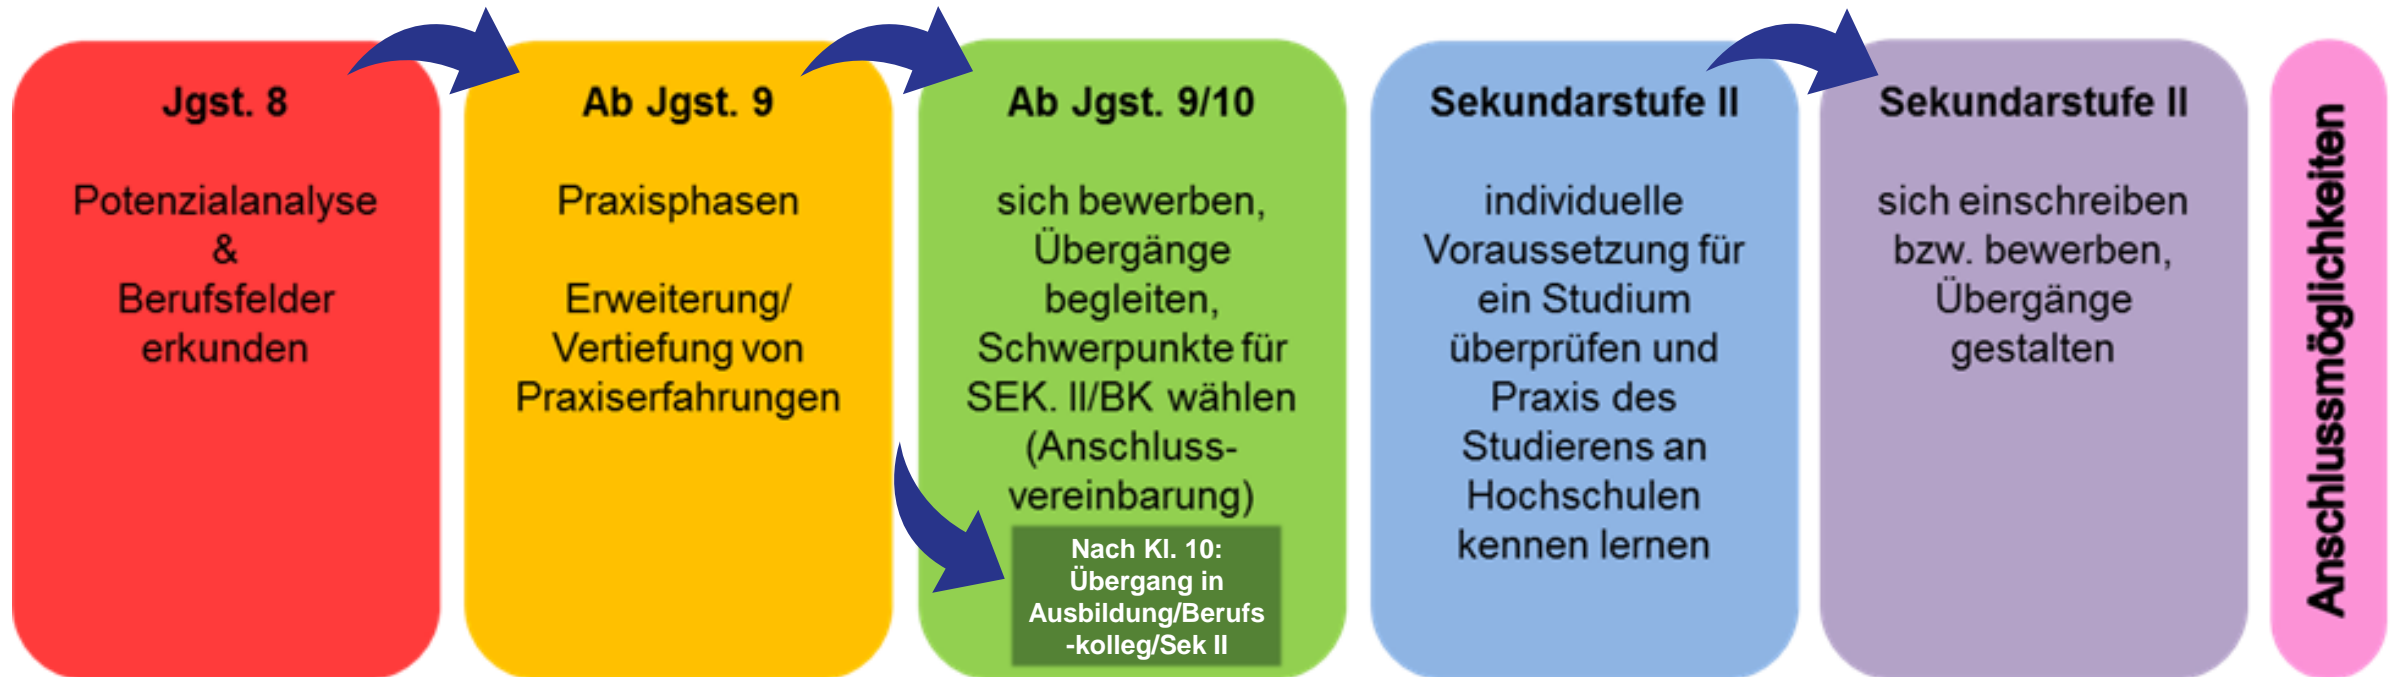 Jgst. 8
Potenzialanalyse
&
Berufsfelder
erkunden
Ab Jgst. 9
Praxisphasen
Erweiterung/
Vertiefung von
Praxiserfahrungen
Ab Jgst. 9/10
sich bewerben,
Übergänge
begleiten,
Schwerpunkte für
SEK. II/BK wählen
(Anschluss-
vereinbarung)
Nach Kl. 10:
Übergang in
Ausbildung/Berufs
-kolleg/Sek II
Sekundarstufe II
individuelle
Voraussetzung für
ein Studium
überprüfen und
Praxis des
Studierens an
Hochschulen
kennen lernen
Sekundarstufe II
sich einschreiben
bzw. bewerben,
Übergänge
gestalten
Anschlussmöglichkeiten